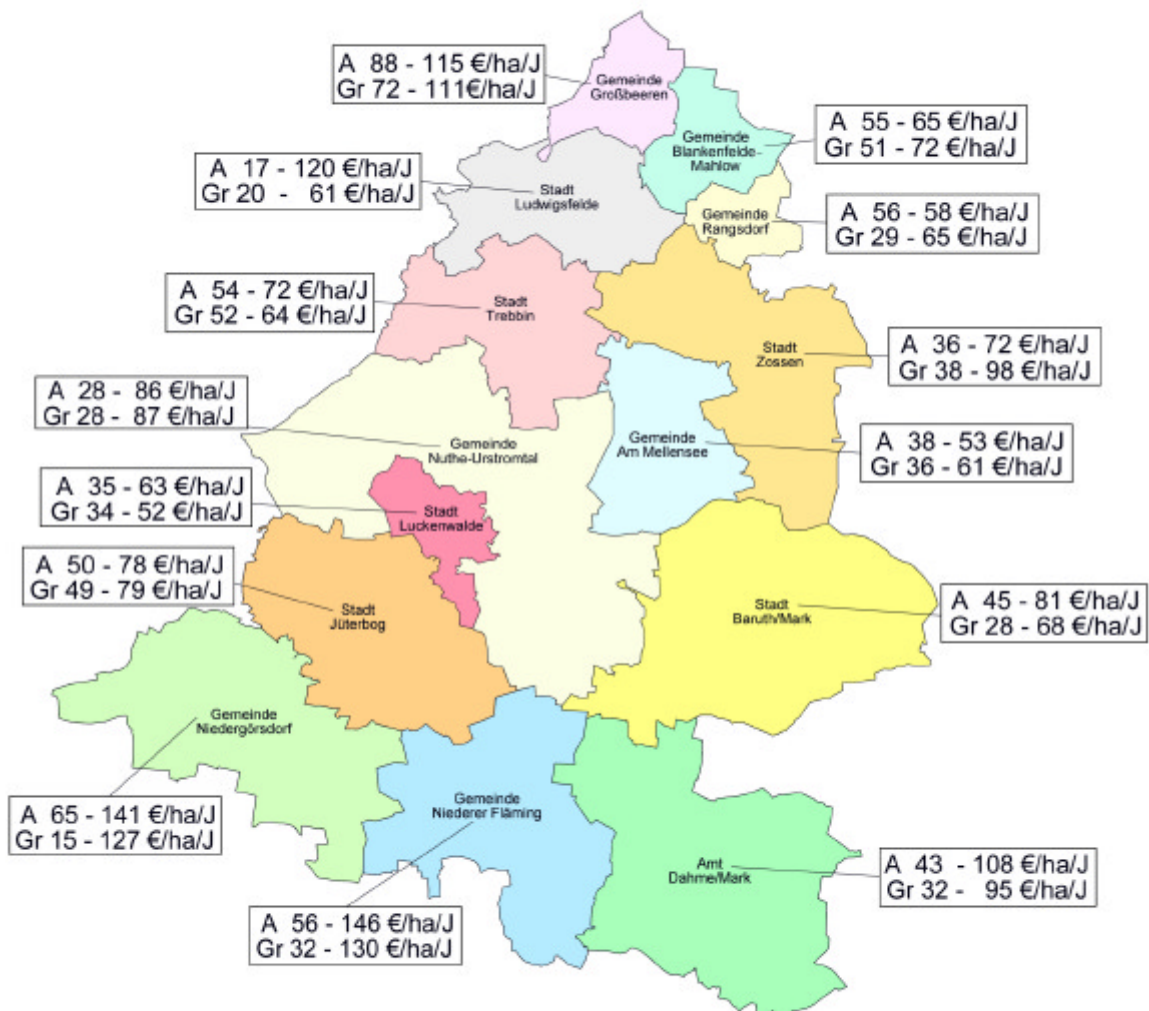 A 88 - 115 €/ha/J
Gr 72 - 111€/ha/J
Gemeinde
Großbeeren
A 55 - 65 €/ha/J
Gr 51 - 72 €/ha/J
Gemeinde
Blankenfelde-
Mahlow
A 17 - 120 €/ha/J
Gr 20 - 61 €/ha/J
Stadt
Ludwigsfelde
Gemeinde
Rangsdorf
A 56 - 58 €/ha/J
Gr 29 - 65 €/ha/J
A 54 - 72 €/ha/J
Gr 52 - 64 €/ha/J
Stadt
Trebbin
Stadt
Zossen
A 36 - 72 €/ha/J
Gr 38 - 98 €/ha/J
A 28 - 86 €/ha/J
Gr 28 - 87 €/ha/J
Gemeinde
Nuthe-Urstromtal
Gemeinde
Am Mellensee
A 38 - 53 €/ha/J
Gr 36 - 61 €/ha/J
A 35 - 63 €/ha/J
Gr 34 - 52 €/ha/J
Stadt
Luckenwalde
A 50 - 78 €/ha/J
Gr 49 - 79 €/ha/J
Stadt
Jüterbog
Stadt
Baruth/Mark
A 45 - 81 €/ha/J
Gr 28 - 68 €/ha/J
Gemeinde
Niedergörsdorf
A 65 - 141 €/ha/J
Gr 15 - 127 €/ha/J
Gemeinde
Niederer Fläming
A 56 - 146 €/ha/J
Gr 32 - 130 €/ha/J
Amt
Dahme/Mark
A 43 - 108 €/ha/J
Gr 32 - 95 €/ha/J